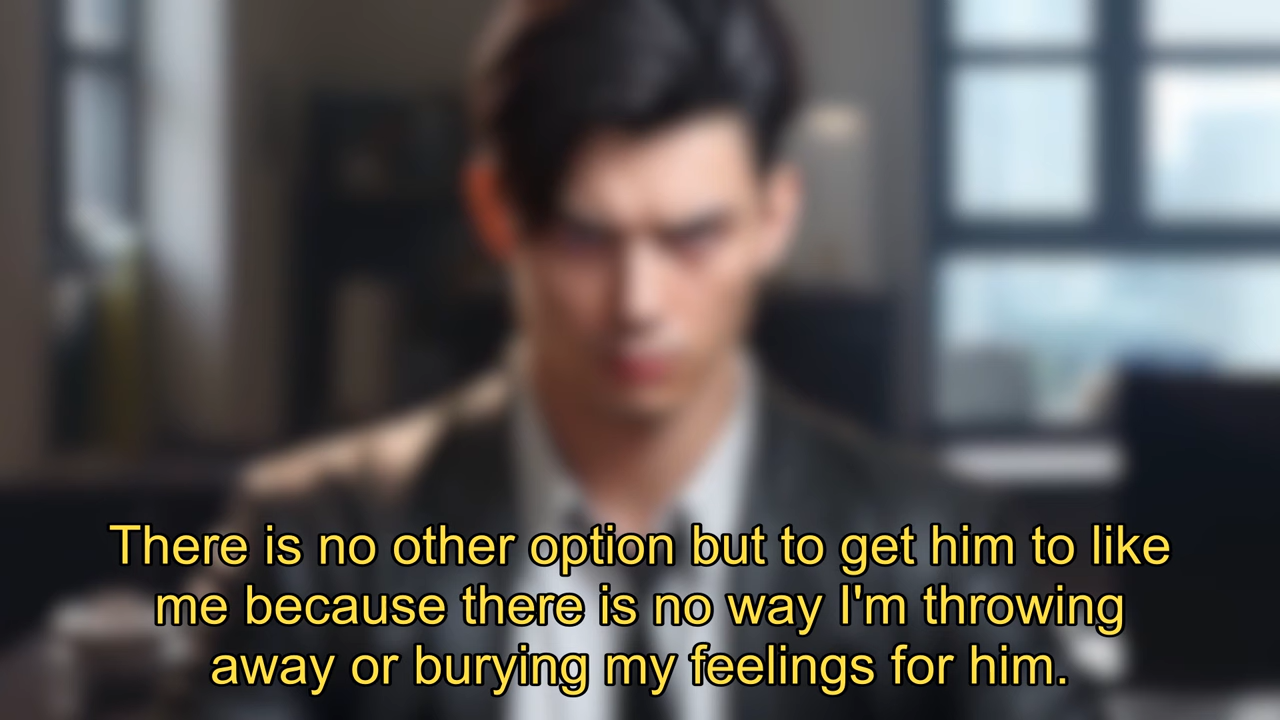 There is no other option but to get him to like
me because there is no way I'm throwing
away or burying my feelings for him.